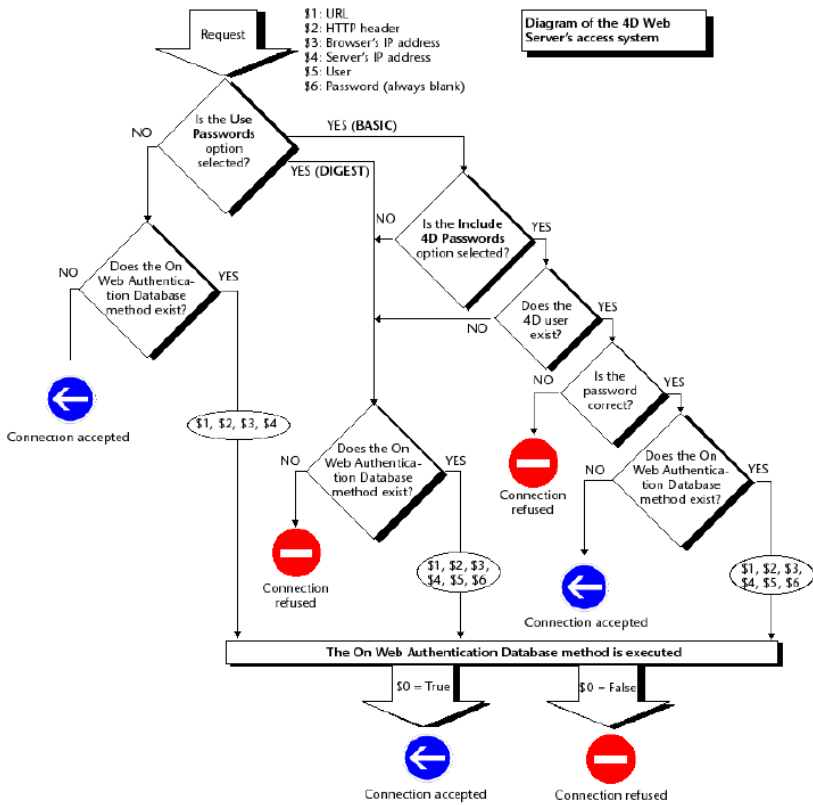 Request
$1: URL
$2: HTTP header
$3: Browser's IP address
$4: Server's IP address
$5: User
$6: Password (always blank)
Diagram of the 4D Web
Server's access system
Is the Use
Passwords
option
selected?
NO
YES (BASIC)
YES (DIGEST)
Is the Include
4D Passwords
option selected?
NO
YES
Does the On
Web Authentica-
tion Database
method exist?
NO
YES
Does the
4D user
exist?
NO
YES
Is the
password
correct?
NO
YES
Connection accepted
$1, $2, $3, $4
Does the On
Web Authentica-
tion Database
method exist?
NO
YES
Connection
refused
Does the On
Web Authentica-
tion Database
method exist?
NO
YES
Connection
refused
$1, $2, $3,
$4, $5, $6
Connection accepted
$1, $2, $3,
$4, $5, $6
The On Web Authentication Database method is executed
$0 = True
$0 = False
Connection accepted
Connection refused